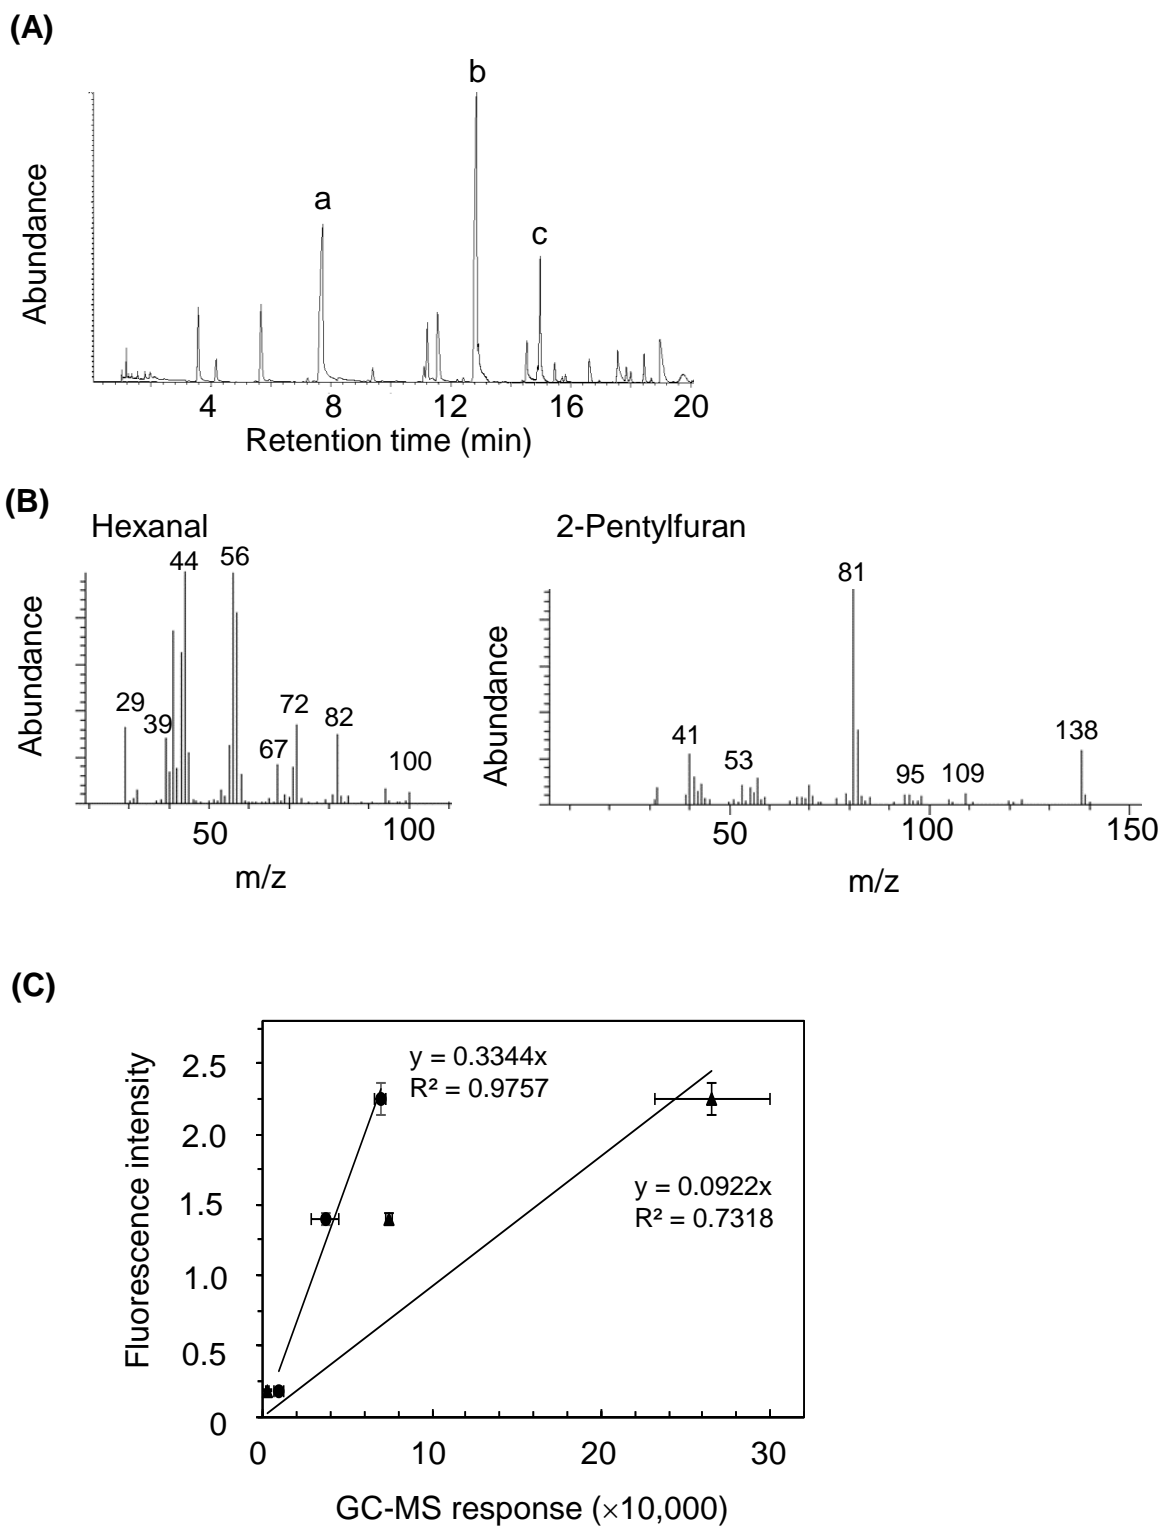 (A)
b
a
c
Abundance
4 8 12 16 20
Retention time (min)
(B)
Hexanal
44 56
29
39
72
82
67
100
Abundance
50 100
m/z
2-Pentylfuran
81
41
53
138
95 109
Abundance
50 100 150
m/z
(C)
Fluorescence intensity
2.5
2.0
1.5
1.0
0.5
0
y = 0.3344x
R² = 0.9757
y = 0.0922x
R² = 0.7318
0 10 20 30
GC-MS response (×10,000)